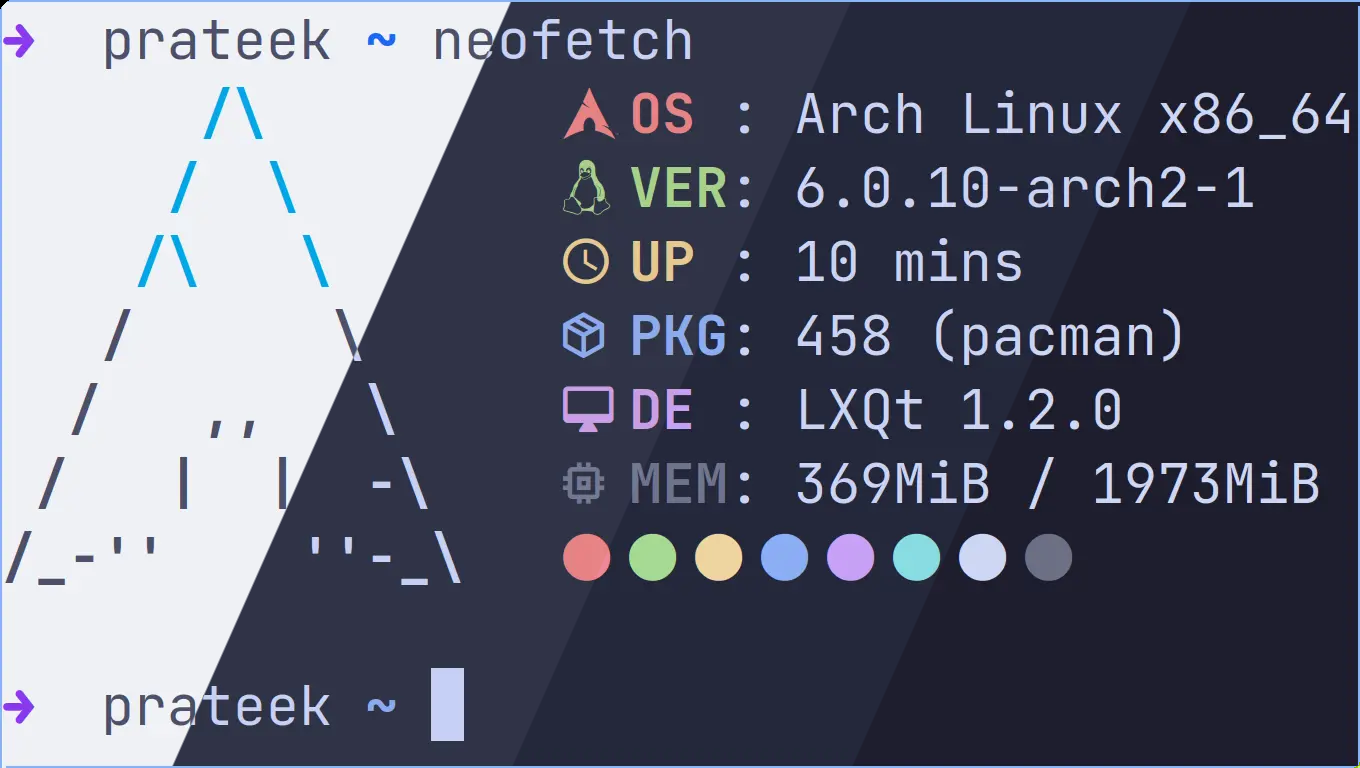 ➜  prateek ~ neofetch
OS : Arch Linux x86_64
VER: 6.0.10-arch2-1
UP : 10 mins
PKG: 458 (pacman)
DE : LXQt 1.2.0
MEM: 369MiB / 1973MiB
➜  prateek ~